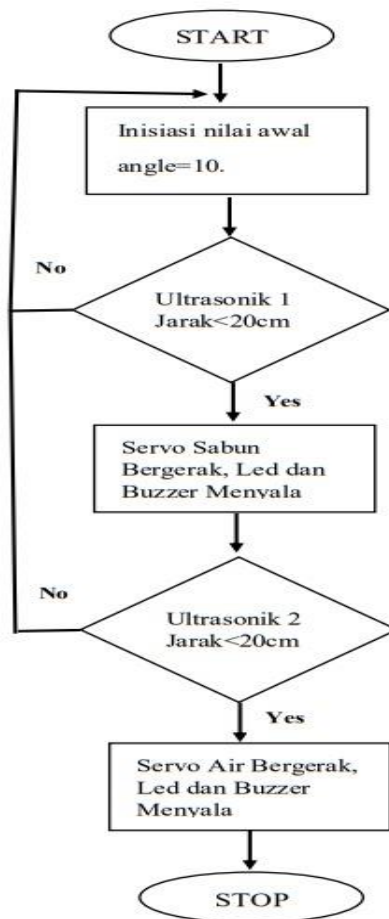 START
Inisiasi nilai awal
angle=10.
No
Ultrasonik 1
Jarak<20cm
Yes
Servo Sabun
Bergerak, Led dan
Buzzer Menyala
No
Ultrasonik 2
Jarak<20cm
Yes
Servo Air Bergerak,
Led dan Buzzer
Menyala
STOP